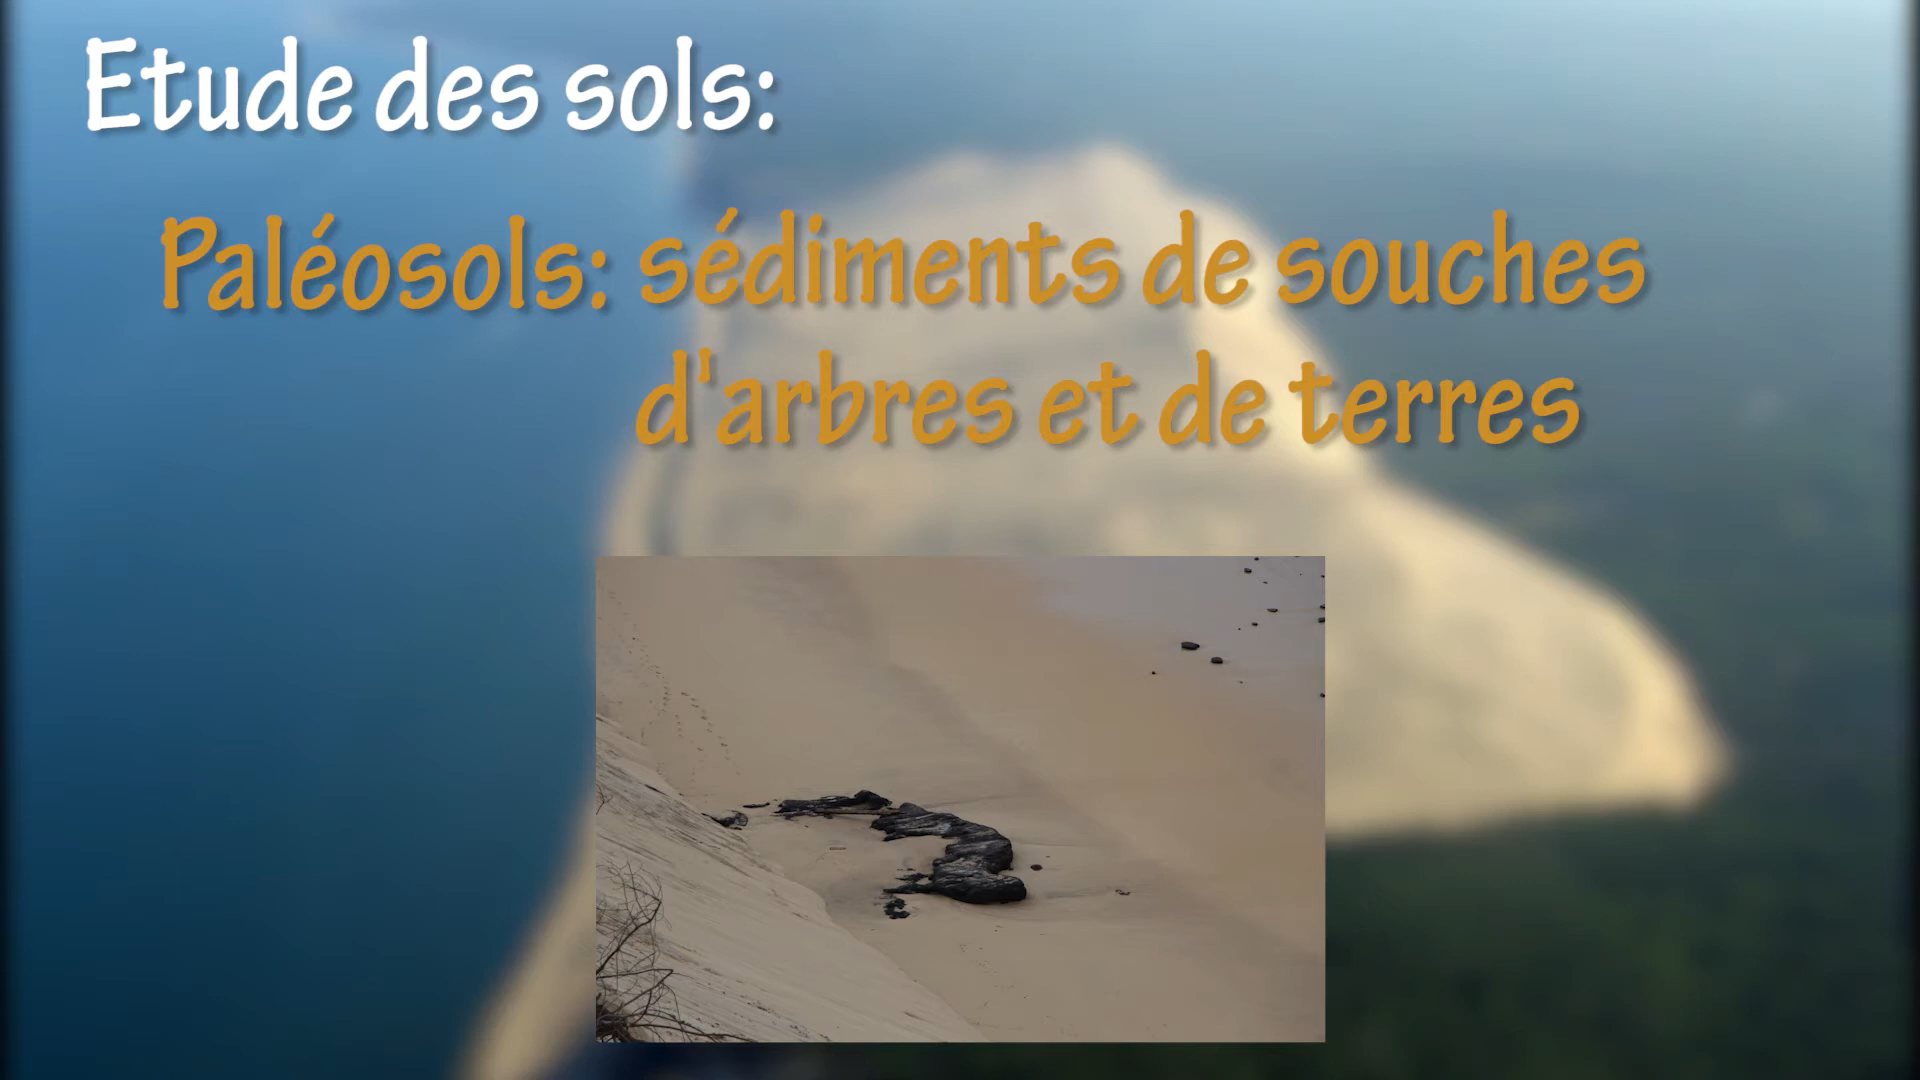 Etude des sols:
Paléosols: sédiments de souches
d'arbres et de terres